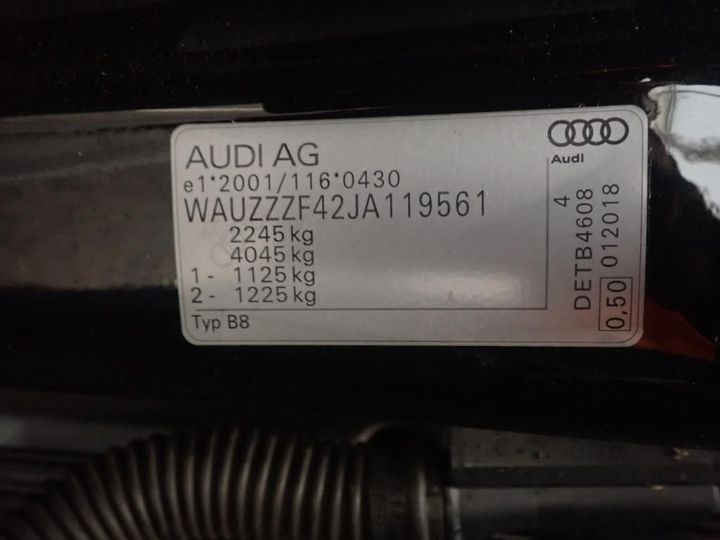 AUDI AG
e1*2001/116*0430
WAUZZZF42JA119561
2245 kg
4045 kg
1 - 1125 kg
2 - 1225 kg
Typ B8
Audi
DETB4608 4
0,50 012018